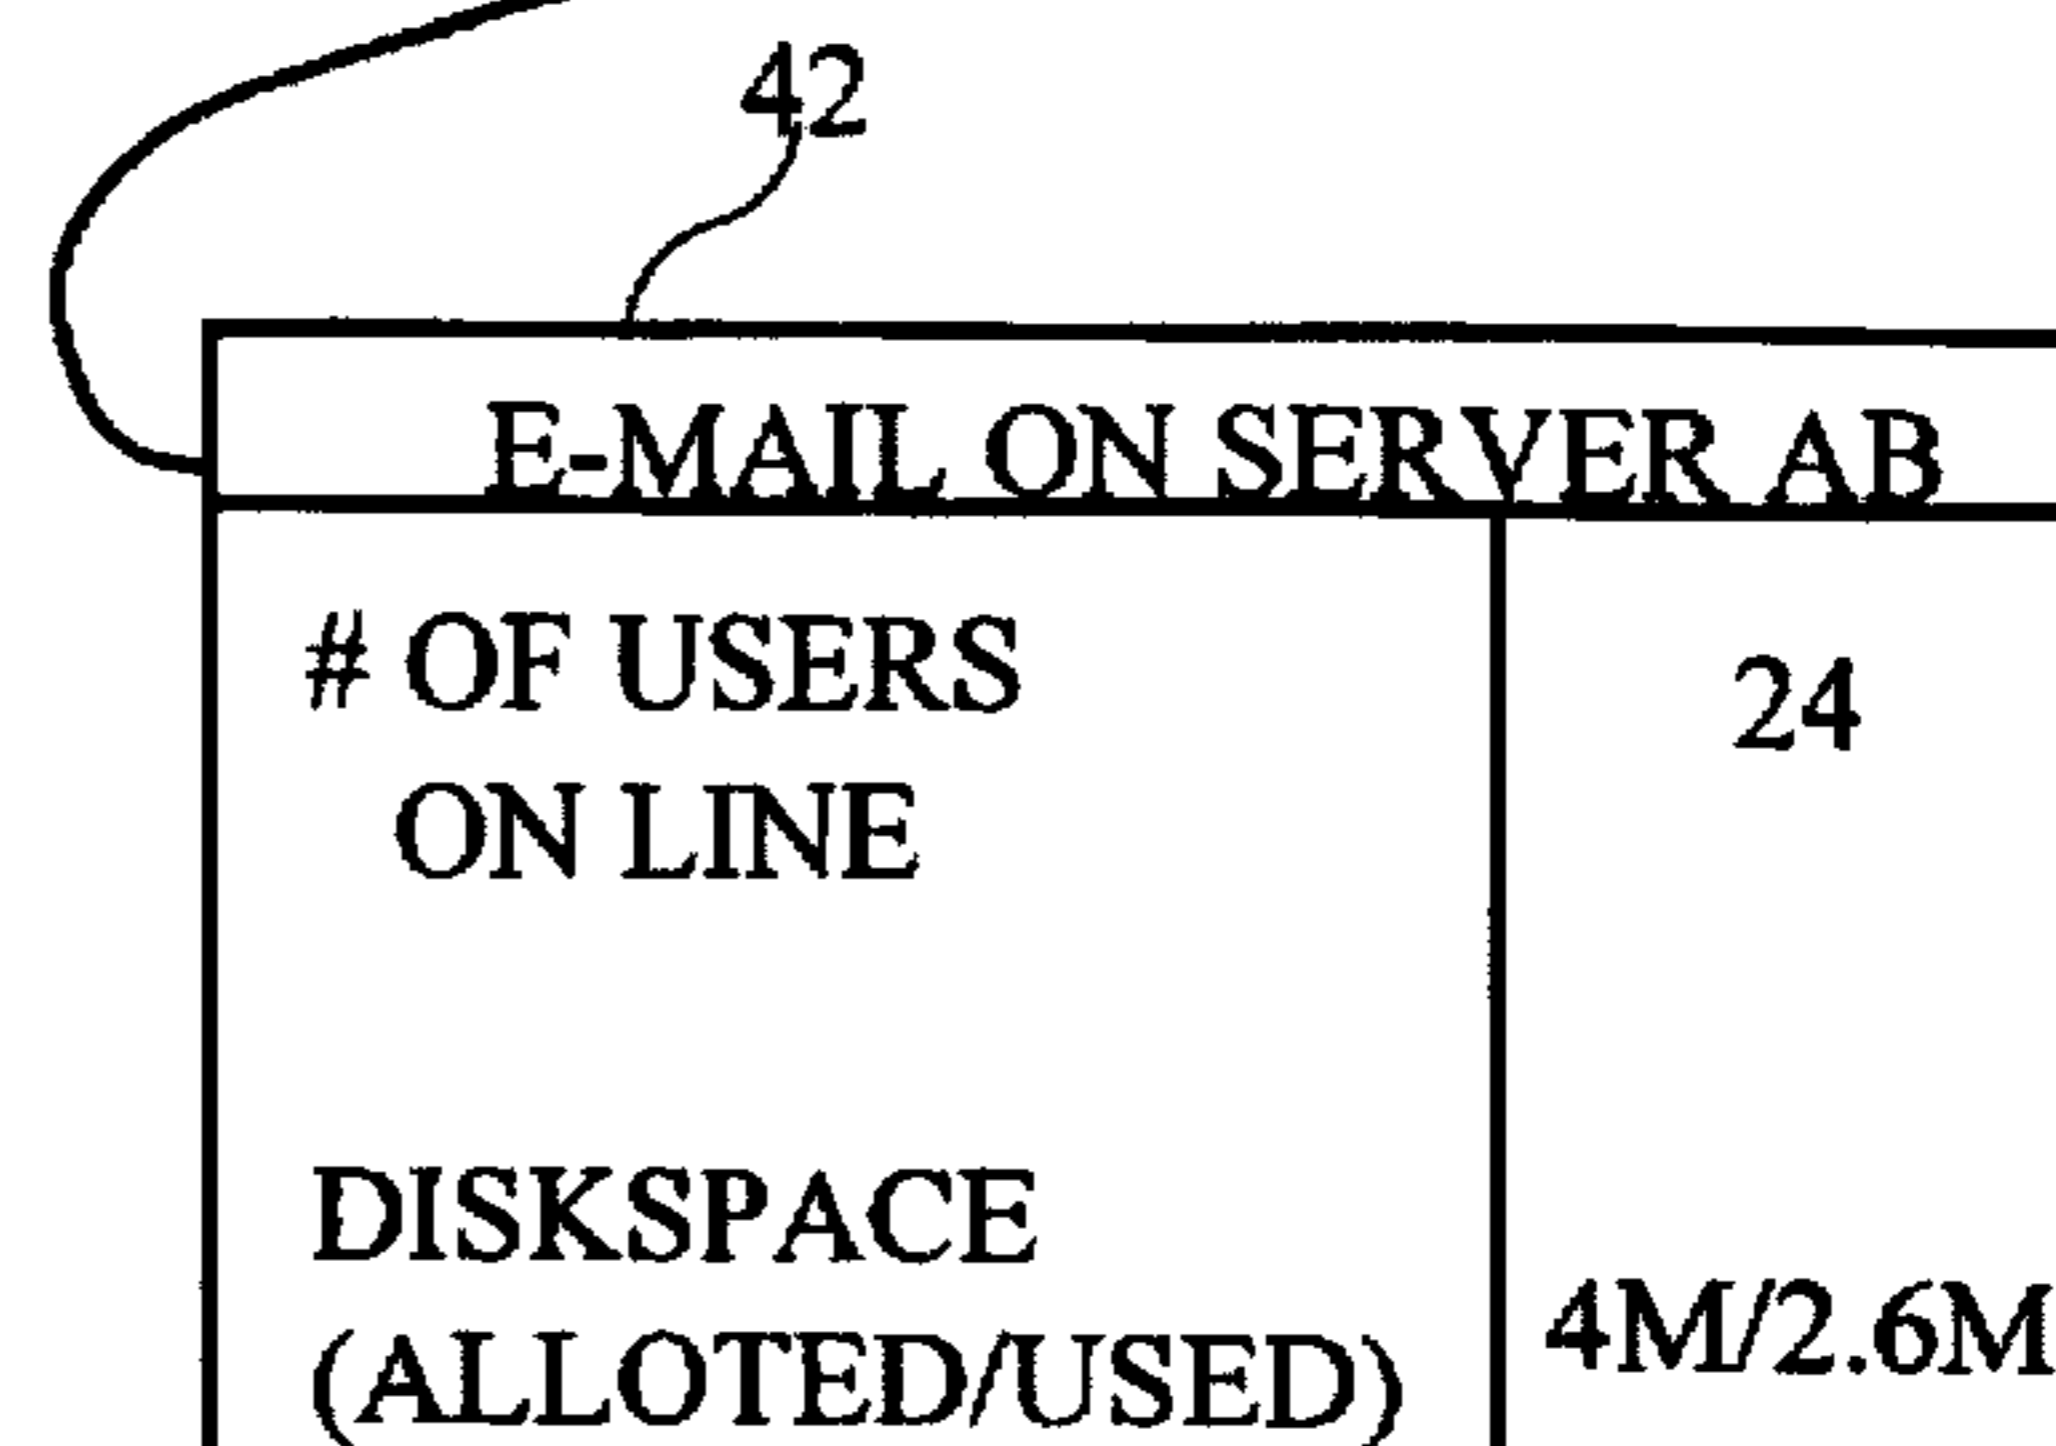 42
E-MAIL ON SERVER AB
# OF USERS 24
ON LINE
DISKSPACE
(ALLOTED/USED) 4M/2.6M